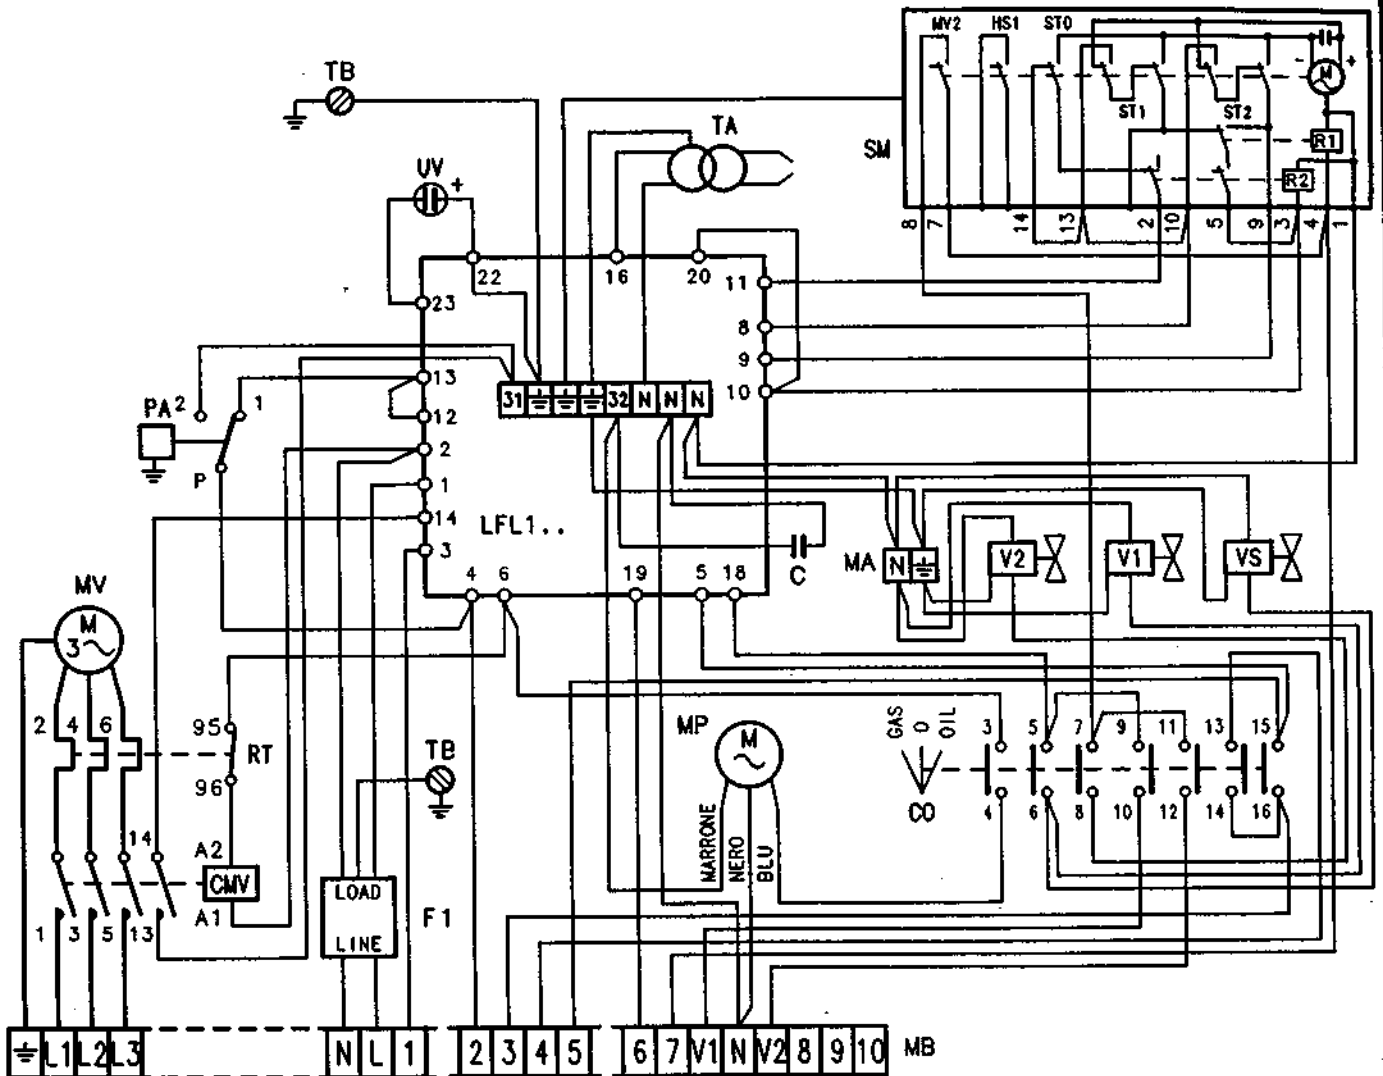 MV2 HS1 ST0
- M +
ST1 ST2
R1
SM
R2
8 7 14 13 2 10 5 9 3 4 1
TB
TA
UV +
22 16 20
23
11
8
9
10
13
12
2
1
14
3
31 32 N N N
PA 2 1
P
LFL1..
C
4 6 19 5 18
MA N V2 V1 VS
MV
M
3
2 4 6
95
RT
96
14
A2
CMV
A1
1 3 5 13
TB
LOAD
LINE
F1
MP
M
MARRONE
NERO
BLU
GAS
O
OIL
CO
3 5 7 9 11 13 15
4 6 8 10 12 14 16
L1 L2 L3 N L 1 2 3 4 5 6 7 V1 N V2 8 9 10 MB